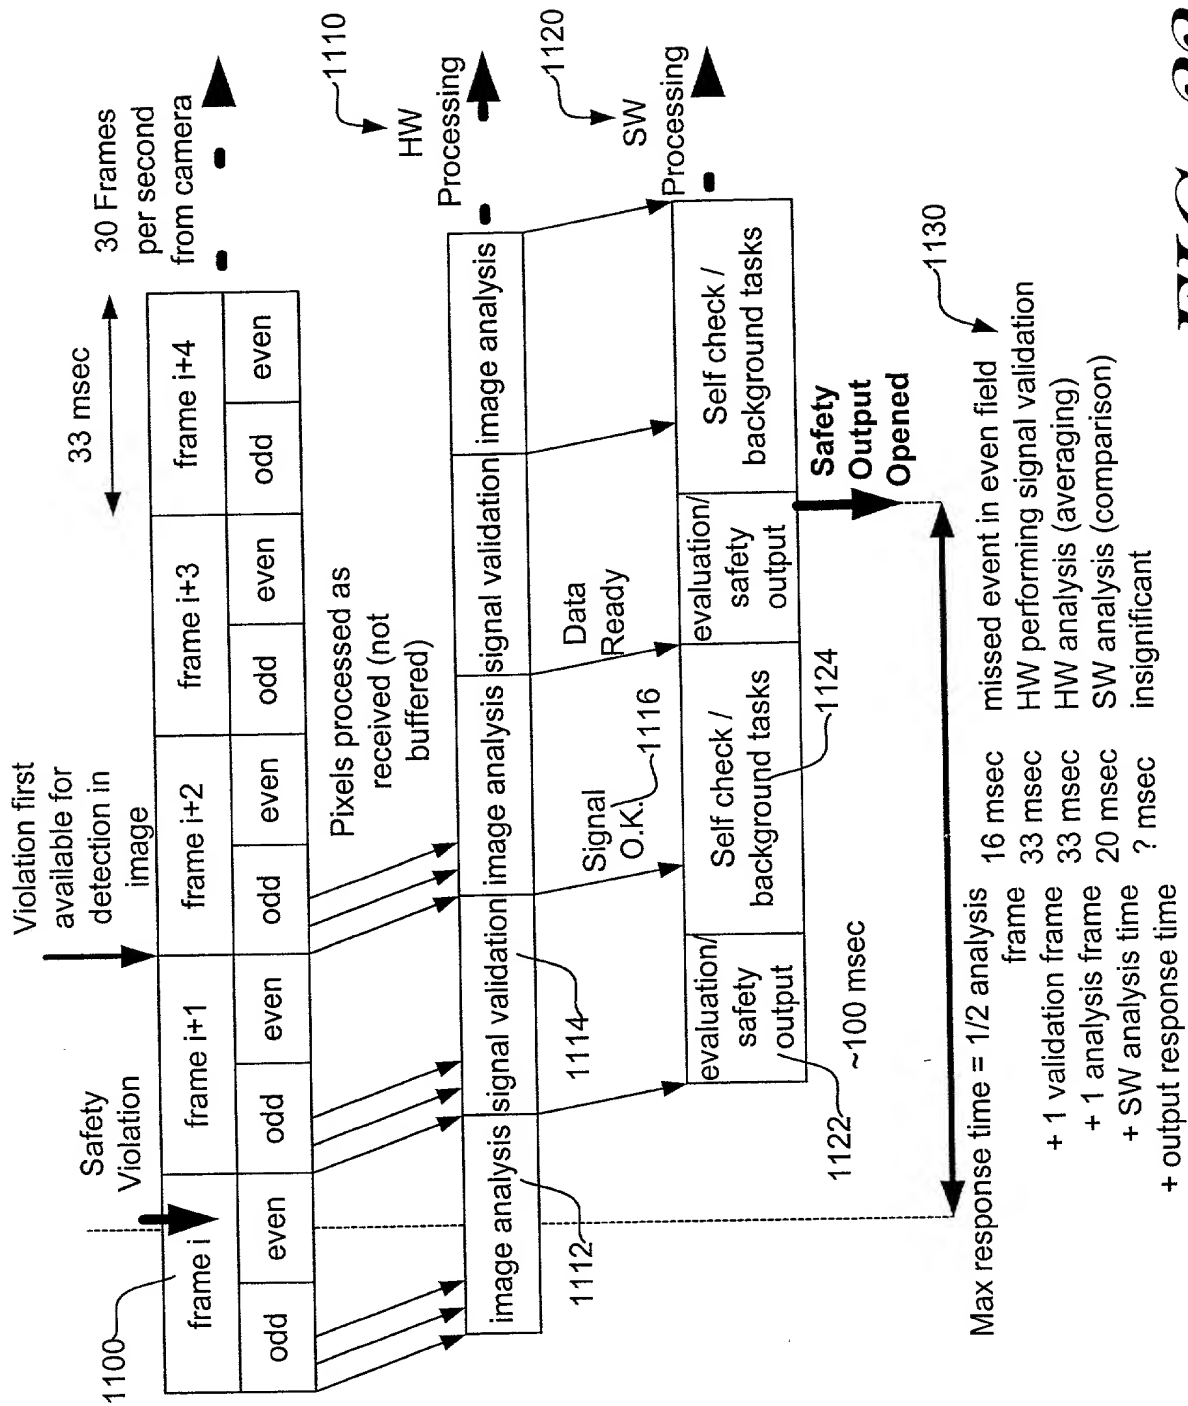 Safety
Violation
Violation first
available for
detection in
image
33 msec
30 Frames
per second
from camera
1100
frame i
frame i+1
frame i+2
frame i+3
frame i+4
odd
even
odd
even
odd
even
odd
even
odd
even
Pixels processed as
received (not
buffered)
1110
HW
Processing
image analysis
signal validation
image analysis
signal validation
image analysis
1112
1114
Signal
O.K.
1116
Data
Ready
1120
SW
Processing
evaluation/
safety
output
Self check /
background tasks
evaluation/
safety
output
Self check /
background tasks
1122
1124
~100 msec
Safety
Output
Opened
1130
Max response time = 1/2 analysis
frame
16 msec
missed event in even field
+ 1 validation frame
33 msec
HW performing signal validation
+ 1 analysis frame
33 msec
HW analysis (averaging)
+ SW analysis time
20 msec
SW analysis (comparison)
+ output response time
? msec
insignificant